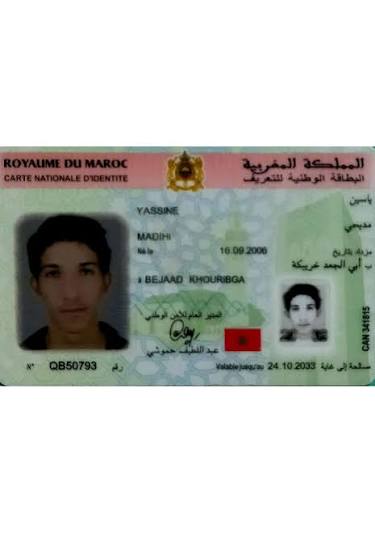 ROYAUME DU MAROC
المملكة المغربية
CARTE NATIONALE D'IDENTITE
البطاقة الوطنية للتعريف
YASSINE
ياسين
MADIHI
مديحي
Né le 16.09.2006
مزداد بتاريخ
à BEJAAD KHOURIBGA
ب أبي الجعد خريبكة
المدير العام للأمن الوطني
عبد اللطيف حموشي
CAN 341815
N° QB50793 رقم
Valable jusqu'au 24.10.2033 صالحة إلى غاية